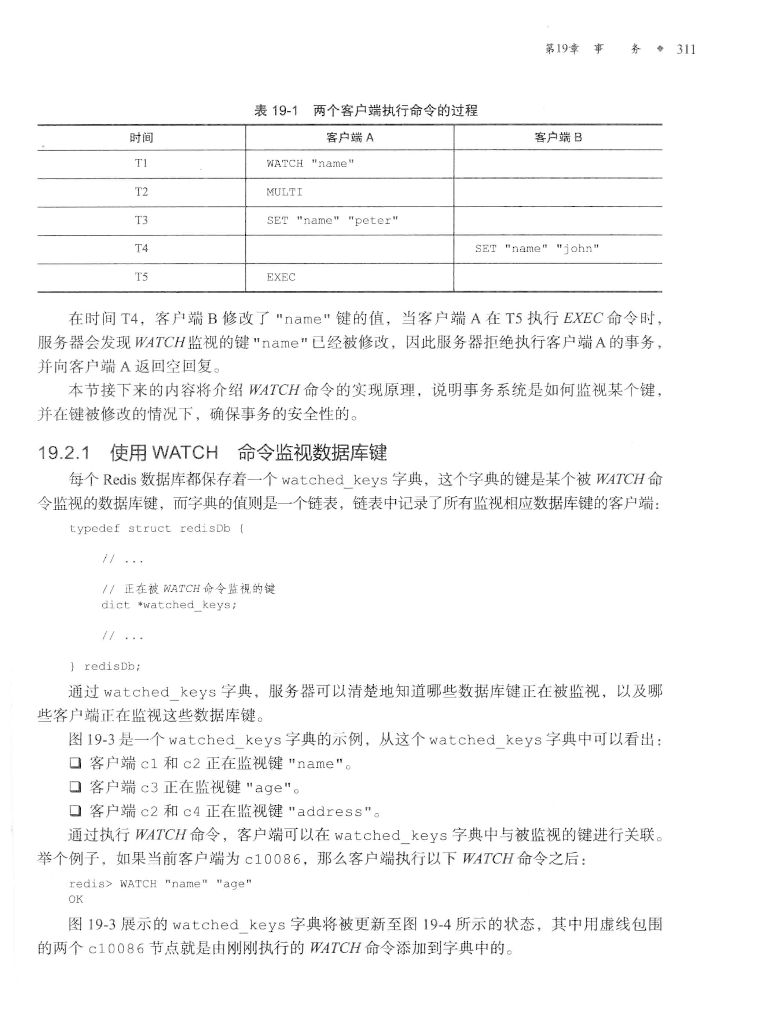 第19章 事 务 ◆ 311
表 19-1 两个客户端执行命令的过程
时间 客户端 A 客户端 B
T1 WATCH "name"
T2 MULTI
T3 SET "name" "peter"
T4 SET "name" "john"
T5 EXEC
在时间 T4，客户端 B 修改了 "name" 键的值，当客户端 A 在 T5 执行 EXEC 命令时，
服务器会发现 WATCH 监视的键 "name" 已经被修改，因此服务器拒绝执行客户端 A 的事务，
并向客户端 A 返回空回复。
本节接下来的内容将介绍 WATCH 命令的实现原理，说明事务系统是如何监视某个键，
并在键被修改的情况下，确保事务的安全性的。
19.2.1 使用 WATCH 命令监视数据库键
每个 Redis 数据库都保存着一个 watched_keys 字典，这个字典的键是某个被 WATCH 命
令监视的数据库键，而字典的值则是一个链表，链表中记录了所有监视相应数据库键的客户端：
typedef struct redisDb {
// ...
// 正在被 WATCH 命令监视的键
dict *watched_keys;
// ...
} redisDb;
通过 watched_keys 字典，服务器可以清楚地知道哪些数据库键正在被监视，以及哪
些客户端正在监视这些数据库键。
图 19-3 是一个 watched_keys 字典的示例，从这个 watched_keys 字典中可以看出：
❑ 客户端 c1 和 c2 正在监视键 "name"。
❑ 客户端 c3 正在监视键 "age"。
❑ 客户端 c2 和 c4 正在监视键 "address"。
通过执行 WATCH 命令，客户端可以在 watched_keys 字典中与被监视的键进行关联。
举个例子，如果当前客户端为 c10086，那么客户端执行以下 WATCH 命令之后：
redis> WATCH "name" "age"
OK
图 19-3 展示的 watched_keys 字典将被更新至图 19-4 所示的状态，其中用虚线包围
的两个 c10086 节点就是由刚刚执行的 WATCH 命令添加到字典中的。